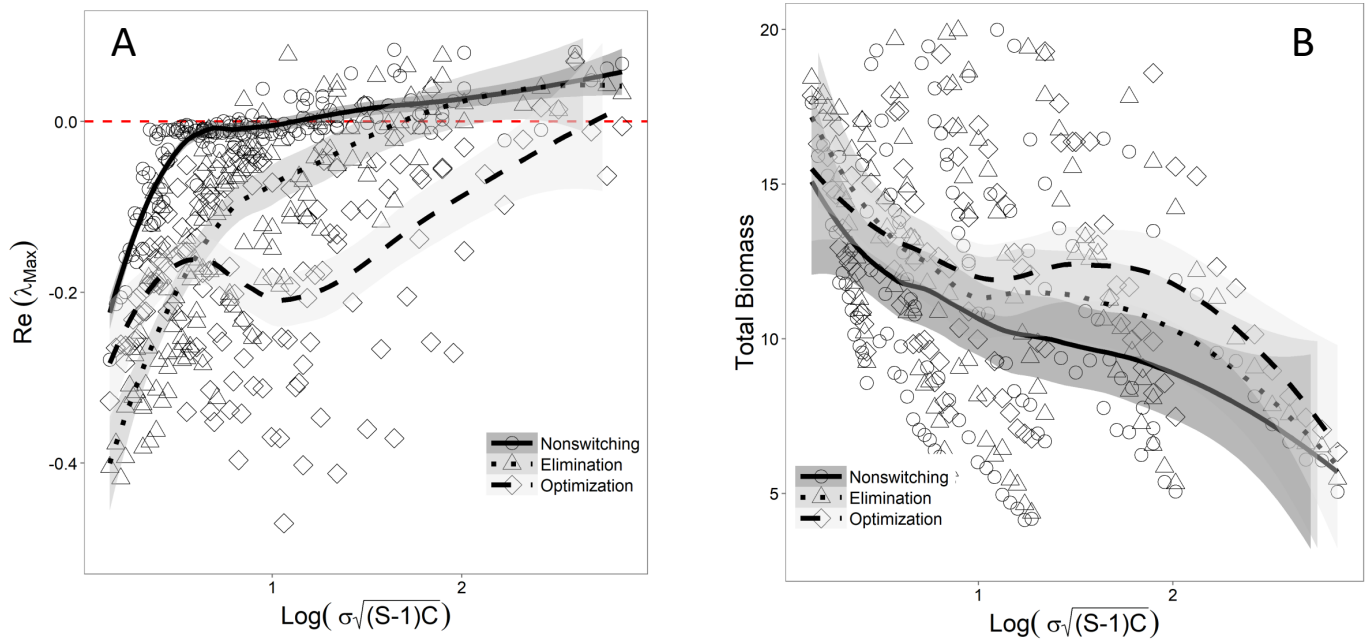 A
0.0
-0.2
-0.4
Re (λMax)
Nonswitching
Elimination
Optimization
1
2
Log( σ√(S-1)C )
B
20
15
10
5
Total Biomass
Nonswitching
Elimination
Optimization
1
2
Log( σ√(S-1)C )